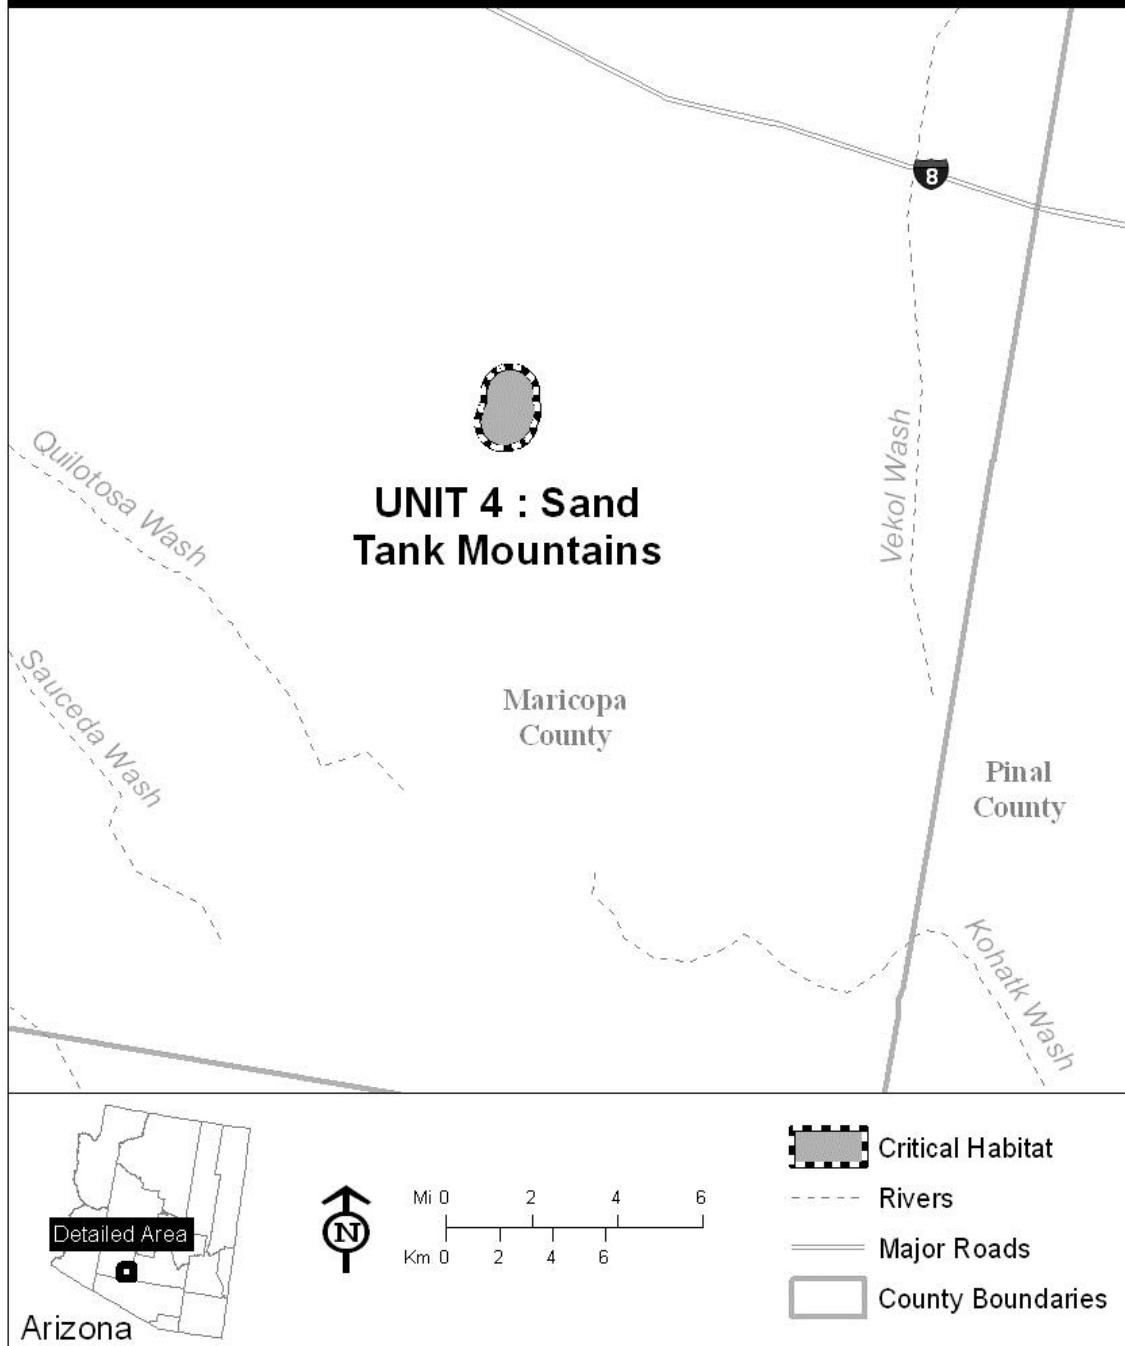 8
Quilotosa Wash
Vekol Wash
UNIT 4 : Sand
Tank Mountains
Sauceda Wash
Maricopa
County
Pinal
County
Kohatk Wash
Detailed Area
Arizona
N
Mi 0 2 4 6
Km 0 2 4 6
Critical Habitat
Rivers
Major Roads
County Boundaries